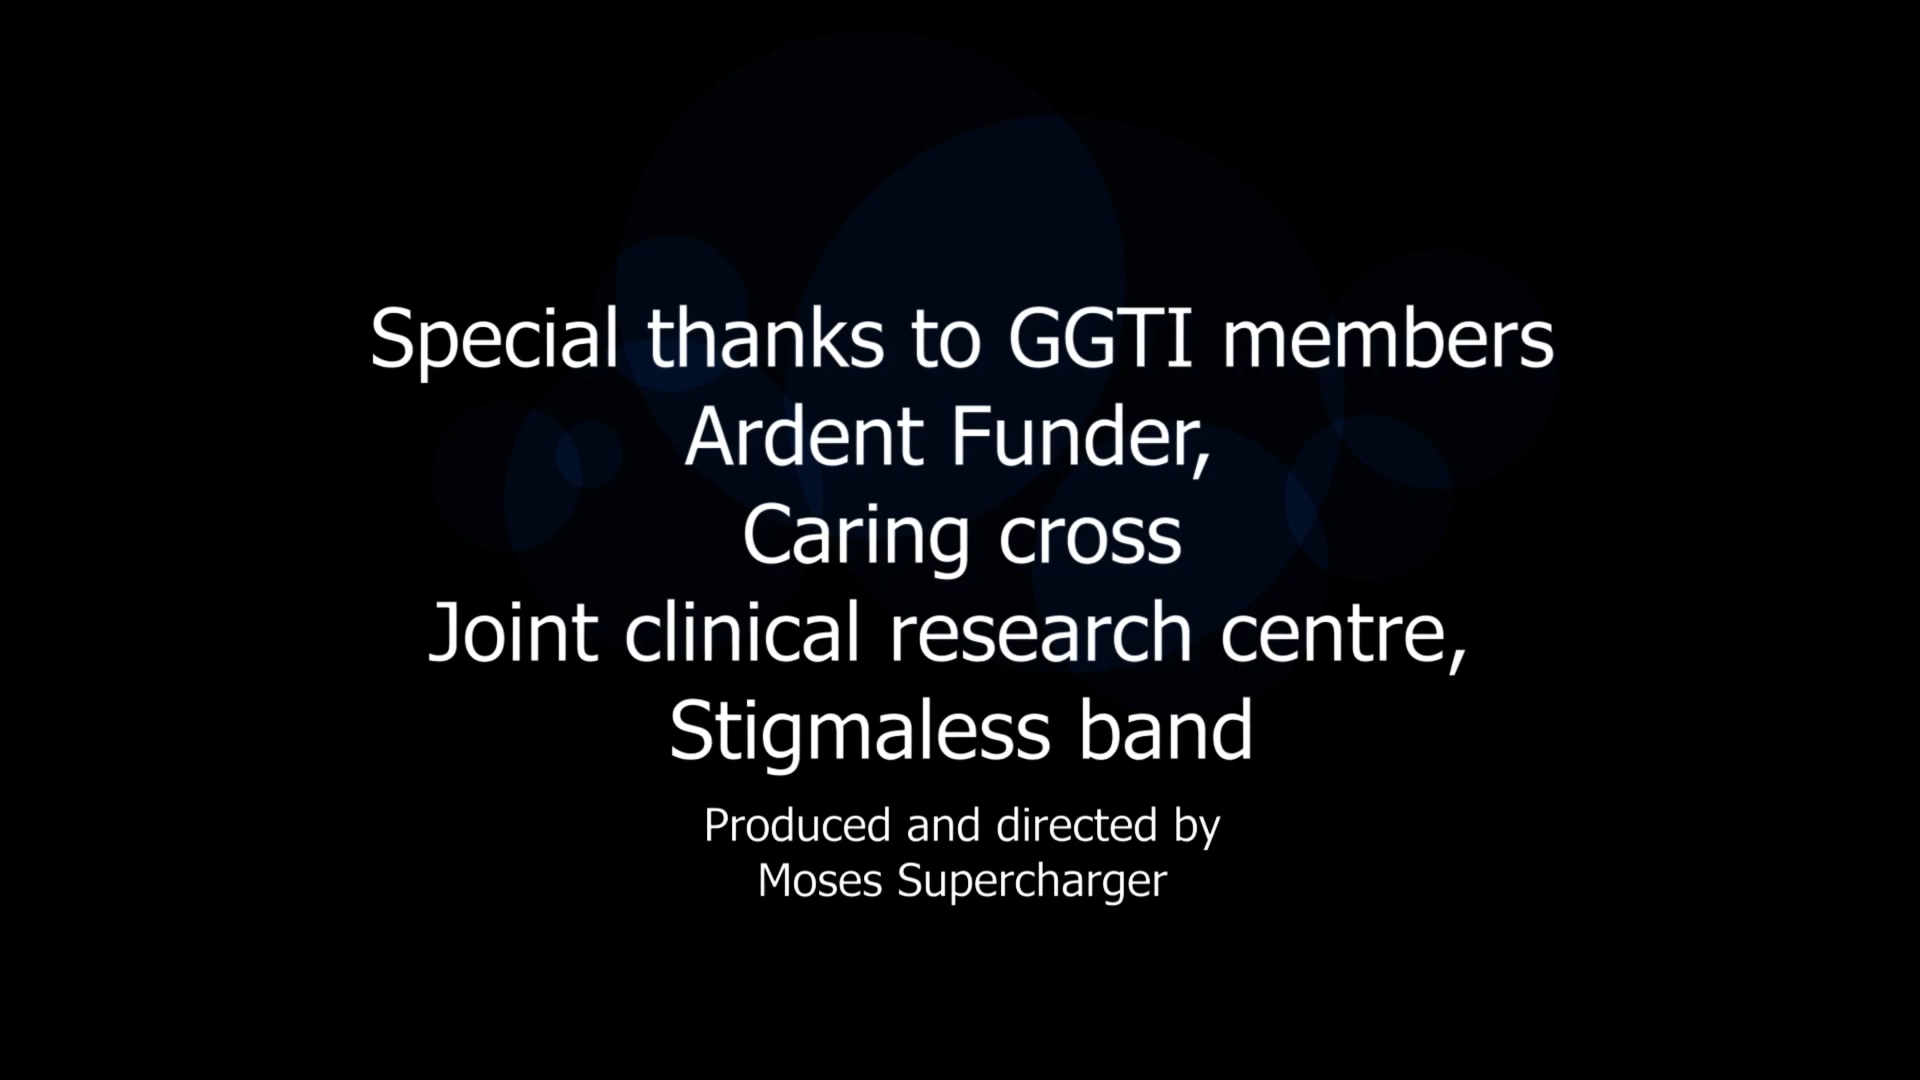 Special thanks to GGTI members
Ardent Funder,
Caring cross
Joint clinical research centre,
Stigmaless band
Produced and directed by
Moses Supercharger